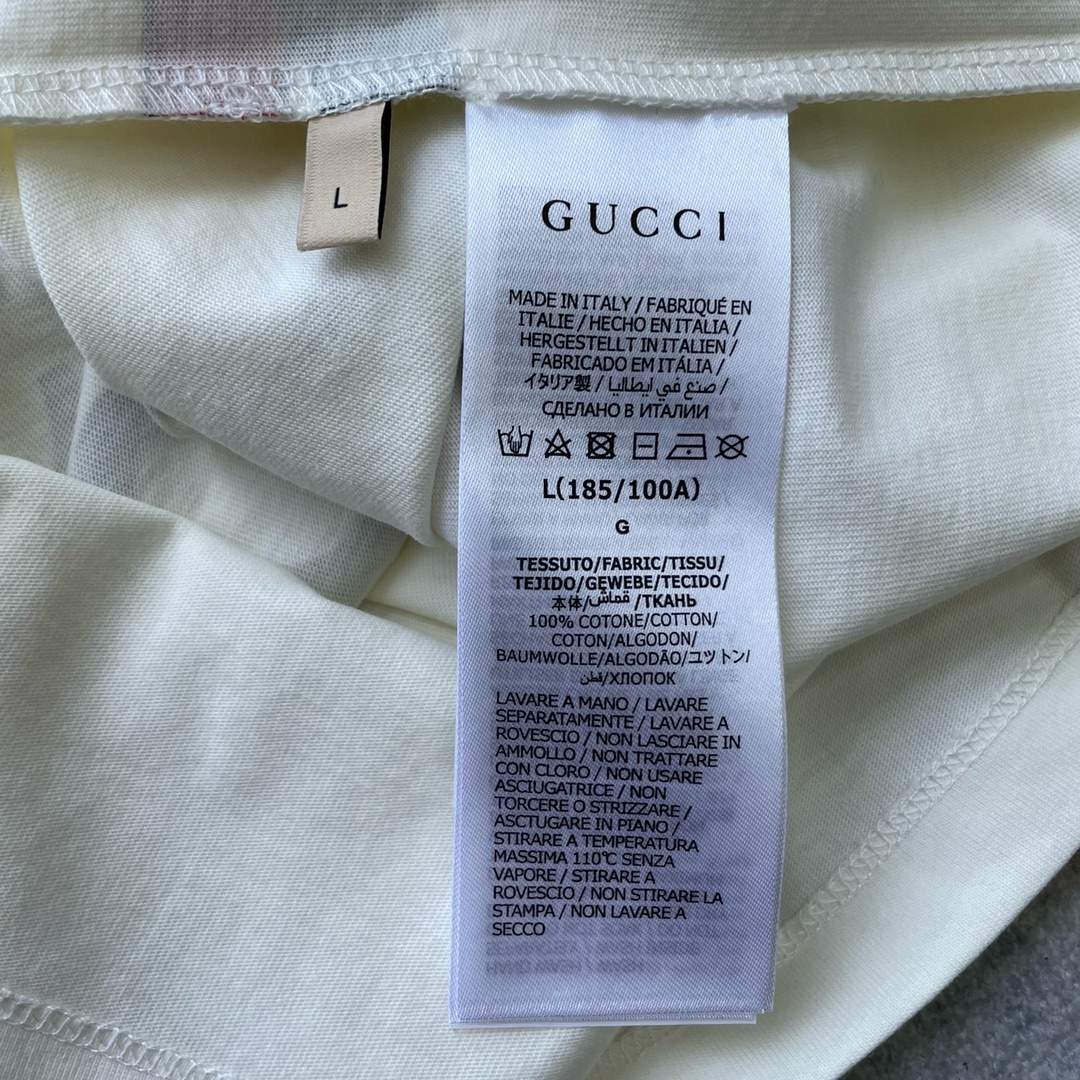 L
GUCCI
MADE IN ITALY / FABRIQUÉ EN
ITALIE / HECHO EN ITALIA /
HERGESTELLT IN ITALIEN /
FABRICADO EM ITÁLIA /
イタリア製 / صنع في ايطاليا /
СДЕЛАНО В ИТАЛИИ
L(185/100A)
G
TESSUTO/FABRIC/TISSU/
TEJIDO/GEWEBE/TECIDO/
本体/قماش/ТКАНЬ
100% COTONE/COTTON/
COTON/ALGODON/
BAUMWOLLE/ALGODÃO/ユツトン/
قطن/ХЛОПОК
LAVARE A MANO / LAVARE
SEPARATAMENTE / LAVARE A
ROVESCIO / NON LASCIARE IN
AMMOLLO / NON TRATTARE
CON CLORO / NON USARE
ASCIUGATRICE / NON
TORCERE O STRIZZARE /
ASCTUGARE IN PIANO /
STIRARE A TEMPERATURA
MASSIMA 110℃ SENZA
VAPORE / STIRARE A
ROVESCIO / NON STIRARE LA
STAMPA / NON LAVARE A
SECCO